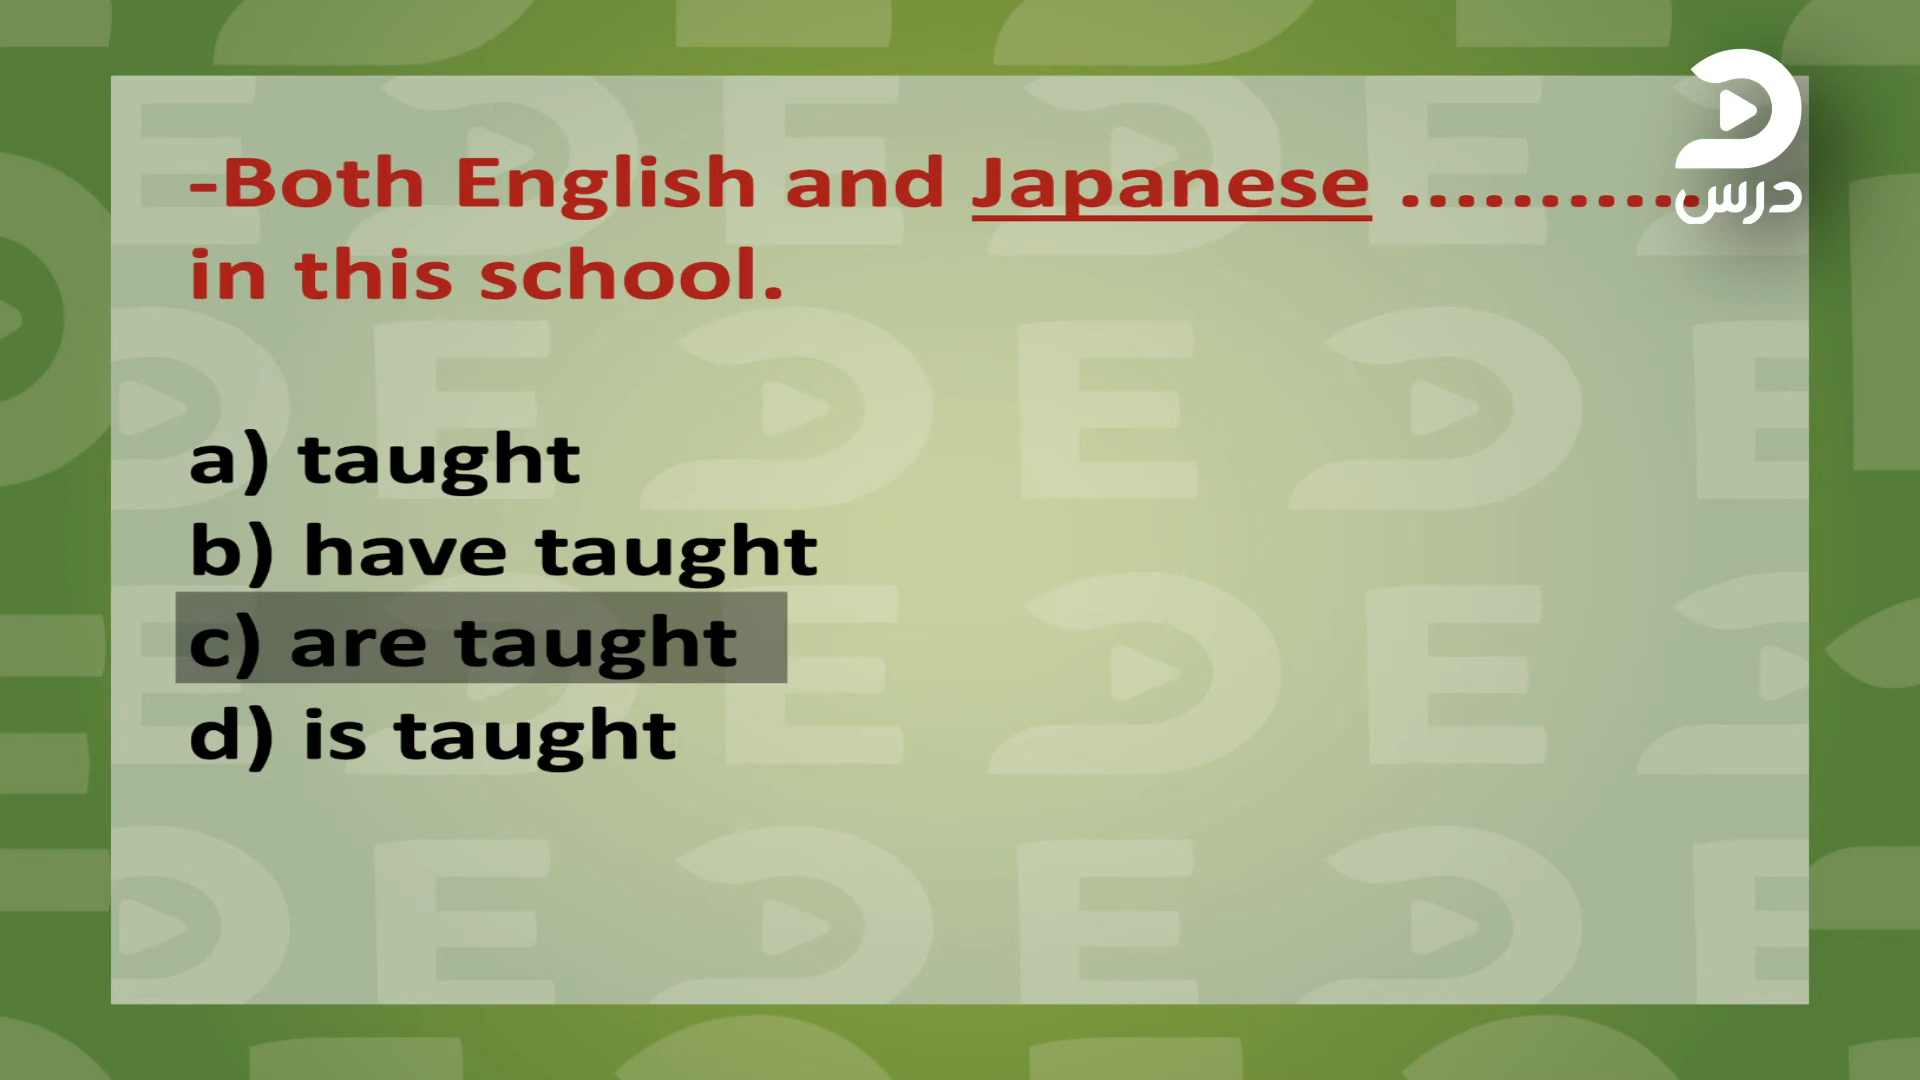 -Both English and Japanese ...........
درس
in this school.
a) taught
b) have taught
c) are taught
d) is taught